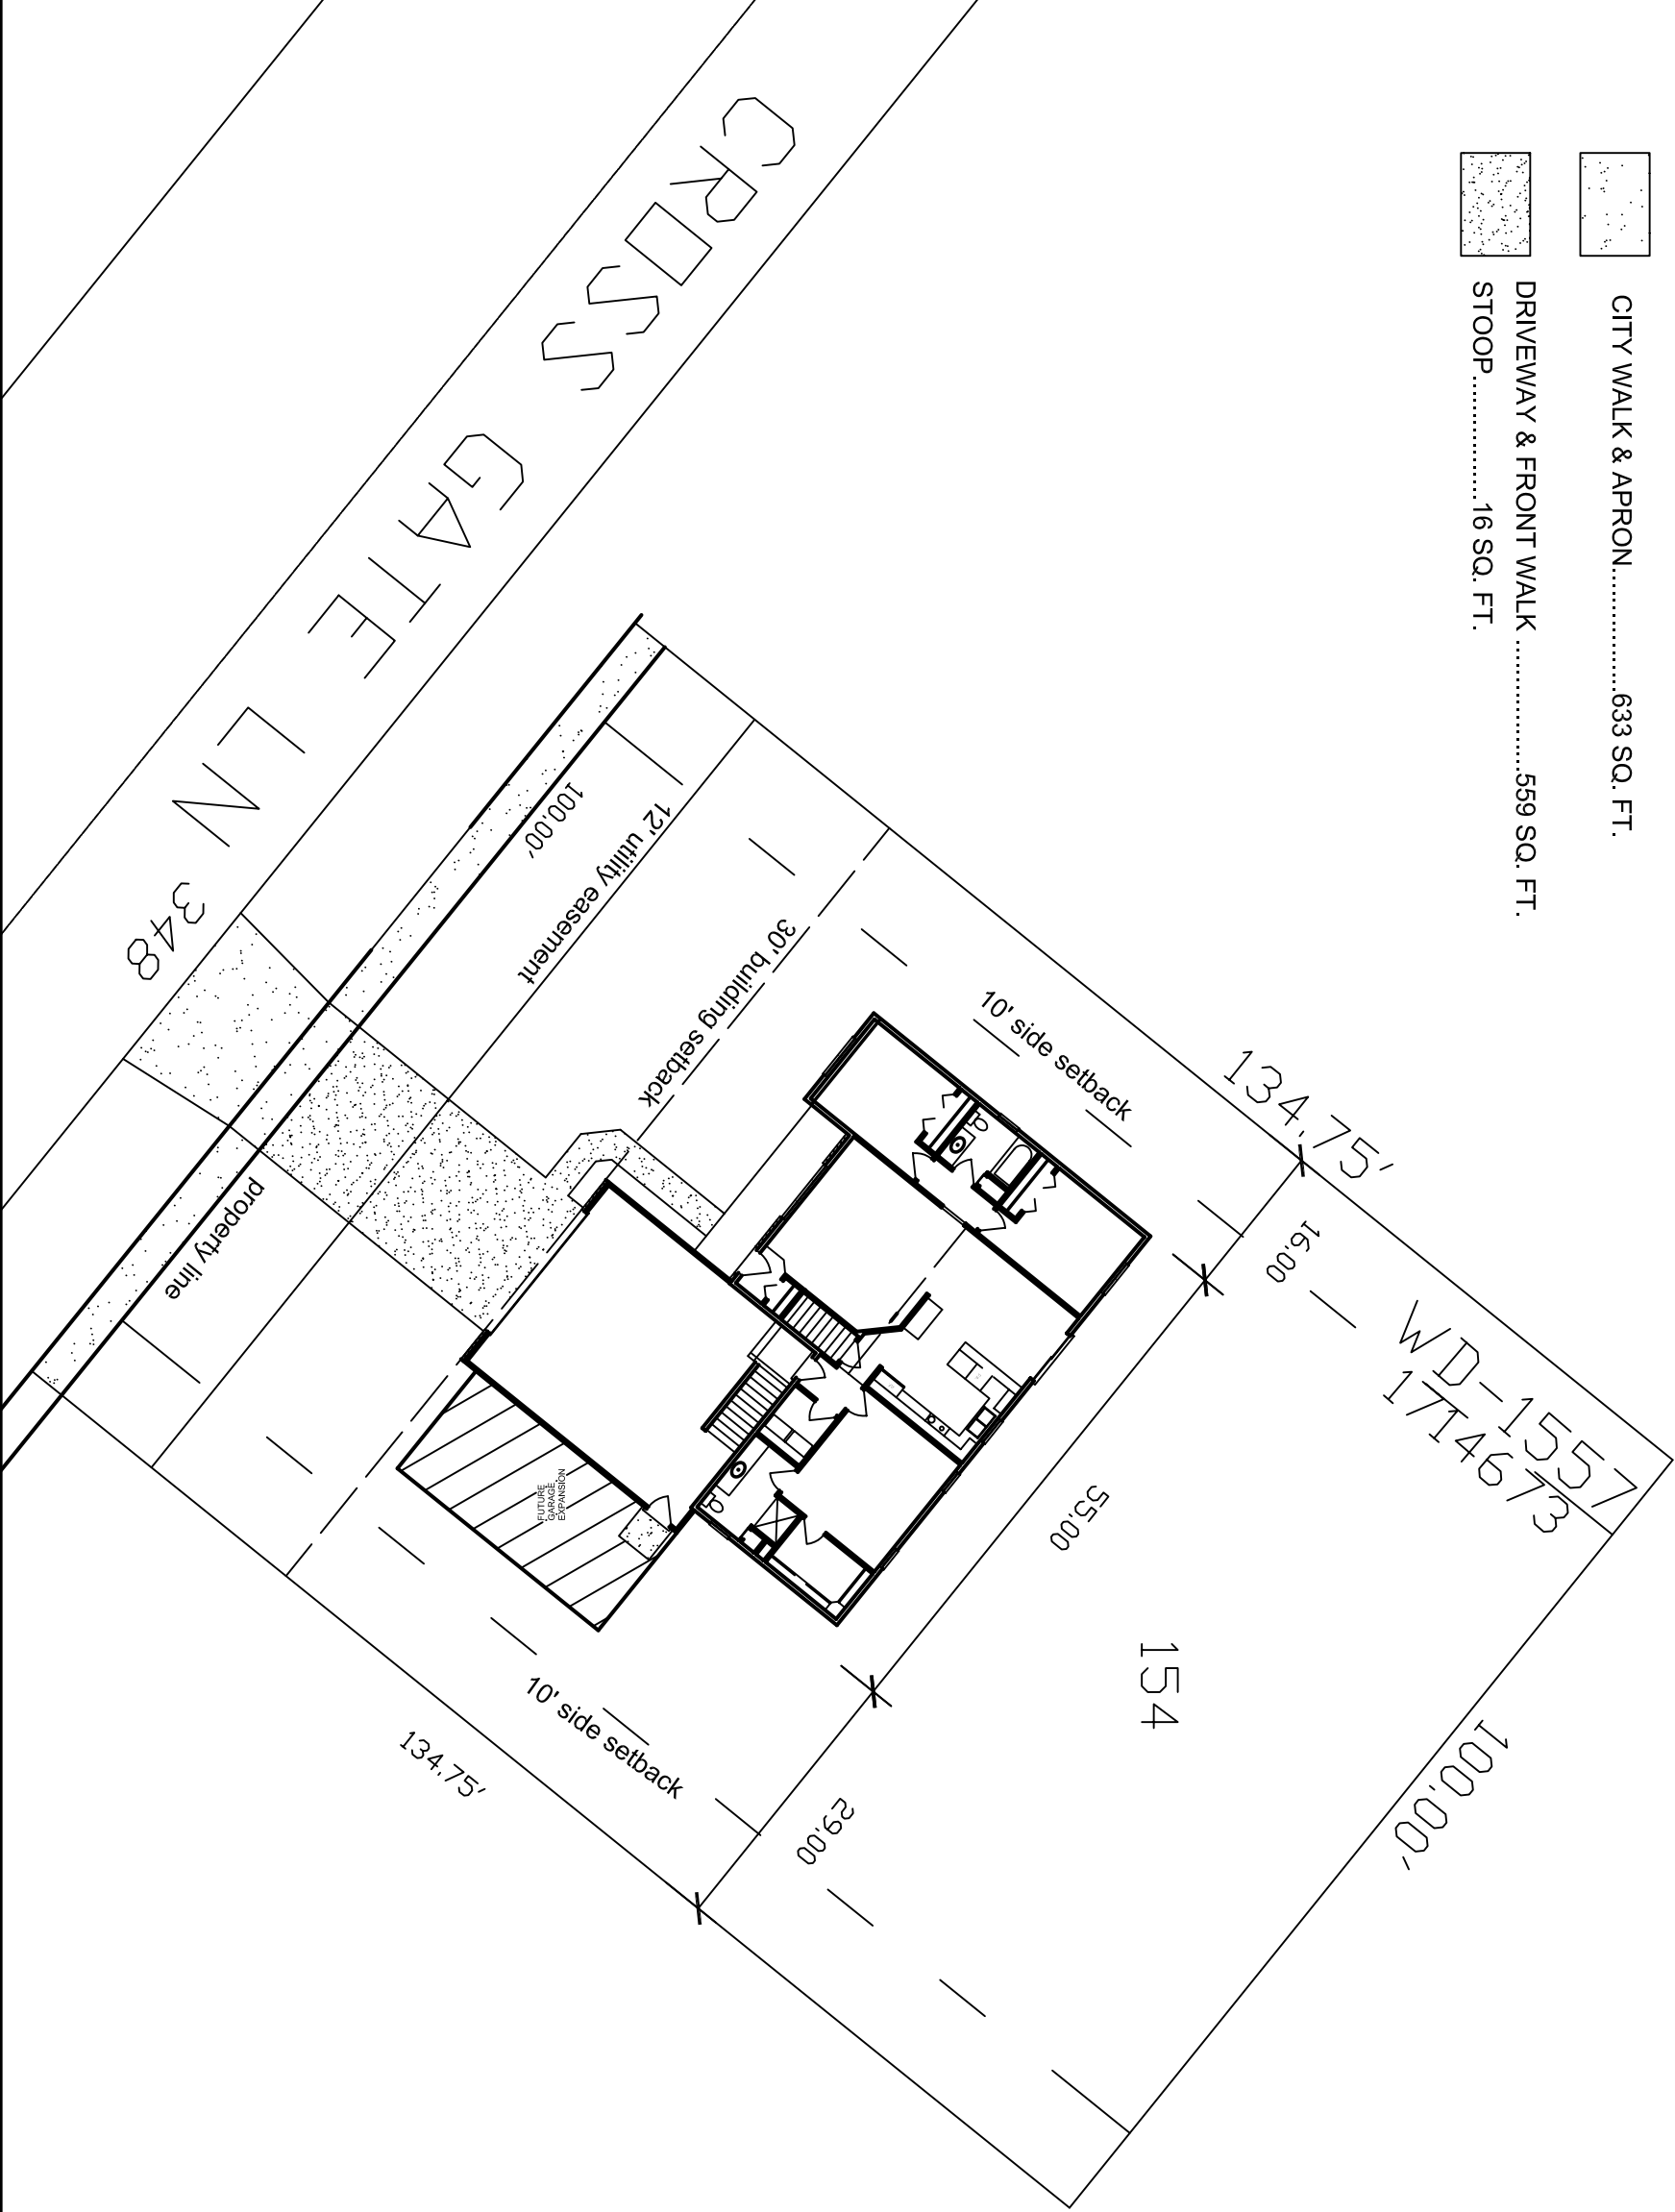 CITY WALK & APRON....................633 SQ. FT.
DRIVEWAY & FRONT WALK ....................559 SQ. FT.
STOOP..................16 SQ. FT.
CROSS GATE LN 348
134.75'
16.00
WD-1557
1714673
10' side setback
30' building setback
12' utility easement
100.00'
55.00
154
100.00'
property line
FUTURE
GARAGE
EXPANSION
10' side setback
29.00
134.75'